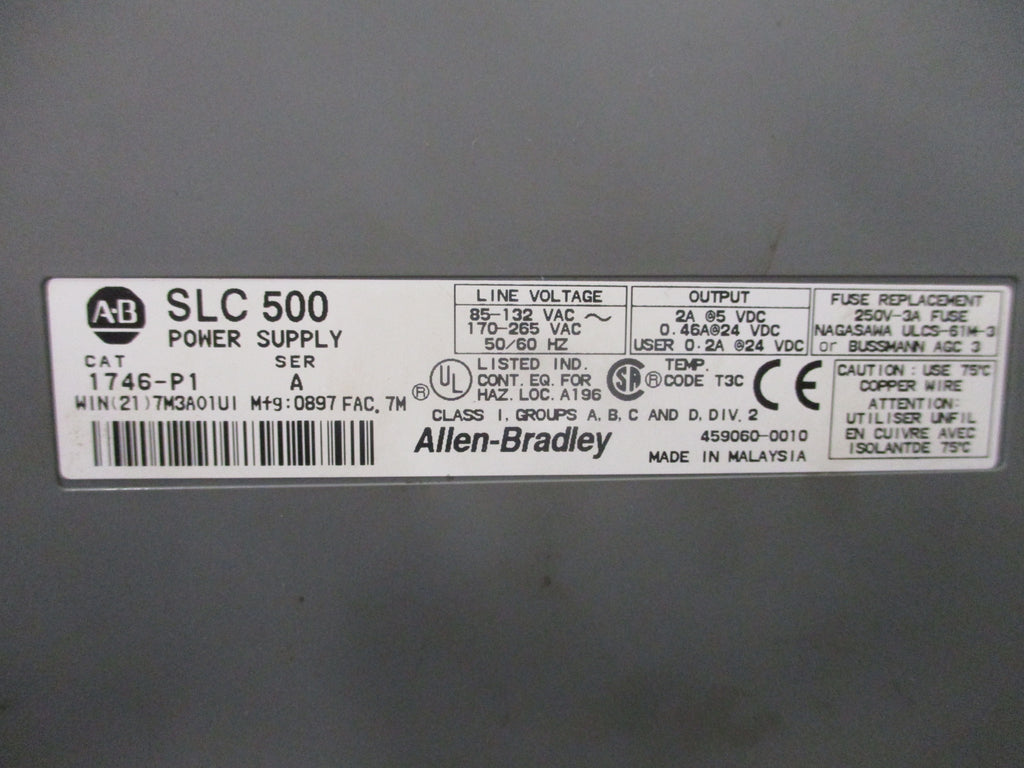 A-B
SLC 500
POWER SUPPLY
CAT SER
1746-P1 A
WIN(21)7M3A01UI Mfg:0897 FAC. 7M
LINE VOLTAGE
85-132 VAC ~
170-265 VAC
50/60 HZ
OUTPUT
2A @5 VDC
0.46A@24 VDC
USER 0.2A @24 VDC
FUSE REPLACEMENT
250V-3A FUSE
NAGASAWA ULCS-61M-3
or BUSSMANN AGC 3
® UL
LISTED IND.
CONT. EQ. FOR
HAZ. LOC. A196
SA ®
TEMP.
CODE T3C
CE
CLASS I, GROUPS A, B, C AND D, DIV. 2
Allen-Bradley
459060-0010
MADE IN MALAYSIA
CAUTION : USE 75°C
COPPER WIRE
ATTENTION:
UTILISER UNFIL
EN CUIVRE AVEC
ISOLANTDE 75°C